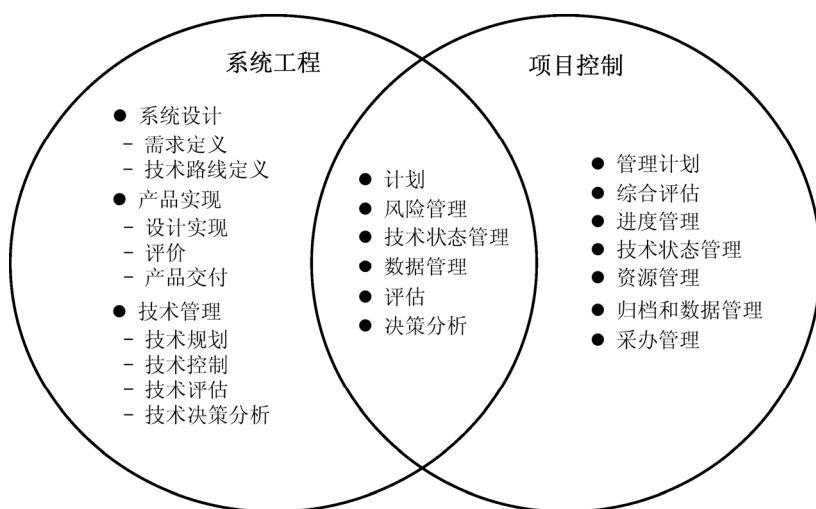 系统工程
● 系统设计
– 需求定义
– 技术路线定义
● 产品实现
– 设计实现
– 评价
– 产品交付
● 技术管理
– 技术规划
– 技术控制
– 技术评估
– 技术决策分析
● 计划
● 风险管理
● 技术状态管理
● 数据管理
● 评估
● 决策分析
项目控制
● 管理计划
● 综合评估
● 进度管理
● 技术状态管理
● 资源管理
● 归档和数据管理
● 采办管理